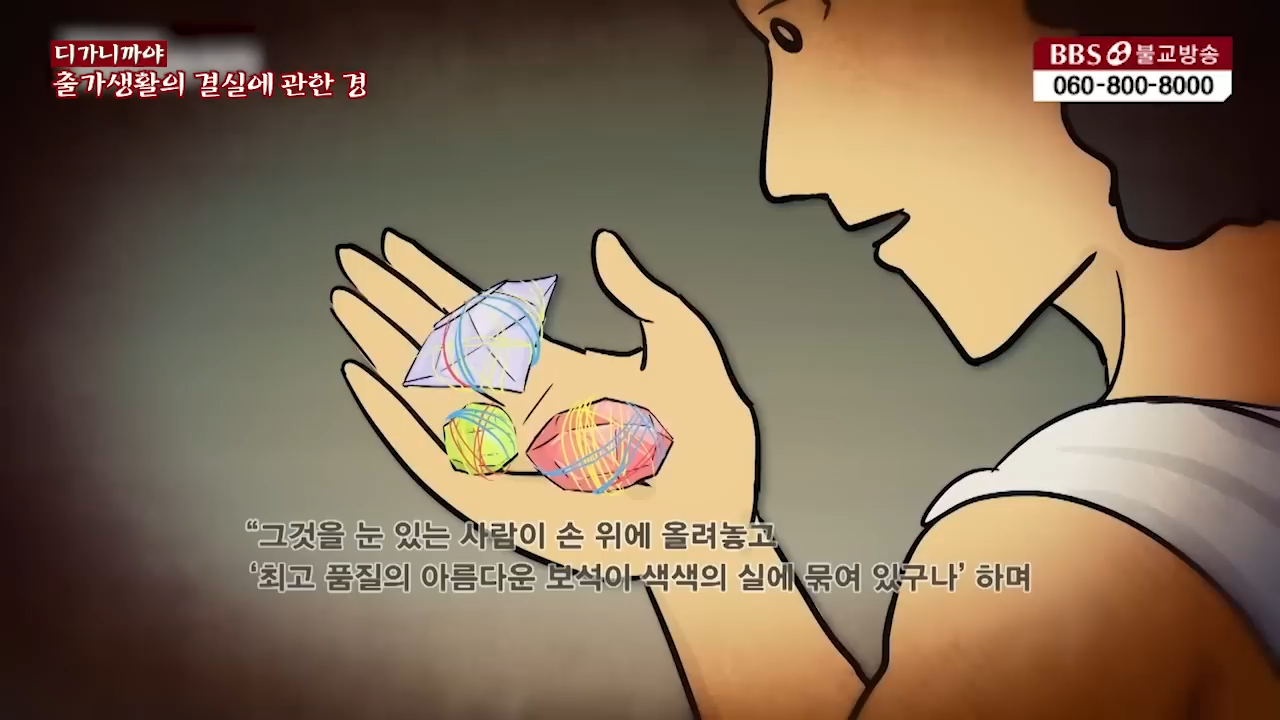 디가니까야
출가생활의 결실에 관한 경
BBS 불교방송
060-800-8000
“그것을 눈 있는 사람이 손 위에 올려놓고
‘최고 품질의 아름다운 보석이 색색의 실에 묶여 있구나’ 하며